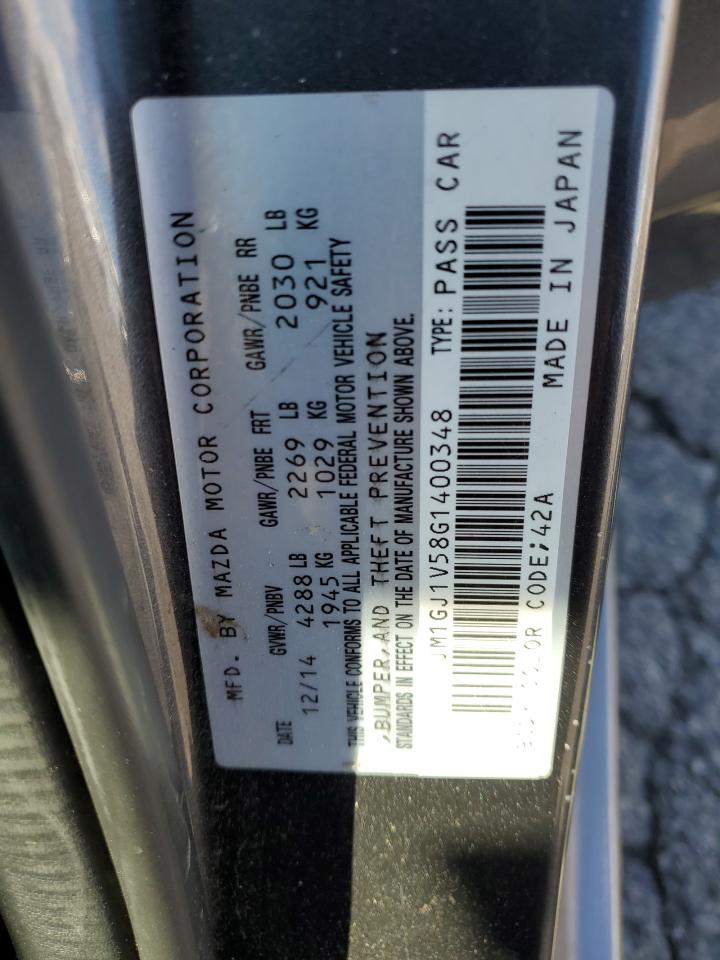 MFD. BY MAZDA MOTOR CORPORATION
DATE GVWR/PNBV GAWR/PNBE FRT GAWR/PNBE RR
12/14 4288 LB 2269 LB 2030 LB
1945 KG 1029 KG 921 KG
THIS VEHICLE CONFORMS TO ALL APPLICABLE FEDERAL MOTOR VEHICLE SAFETY
,BUMPER,AND THEFT PREVENTION
STANDARDS IN EFFECT ON THE DATE OF MANUFACTURE SHOWN ABOVE.
JM1GJ1V58G1400348 TYPE: PASS CAR
COLOR CODE;42A MADE IN JAPAN